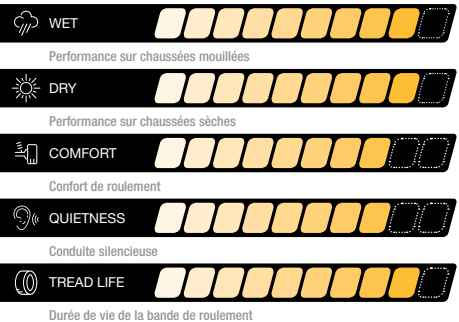 WET
Performance sur chaussées mouillées
DRY
Performance sur chaussées sèches
COMFORT
Confort de roulement
QUIETNESS
Conduite silencieuse
TREAD LIFE
Durée de vie de la bande de roulement